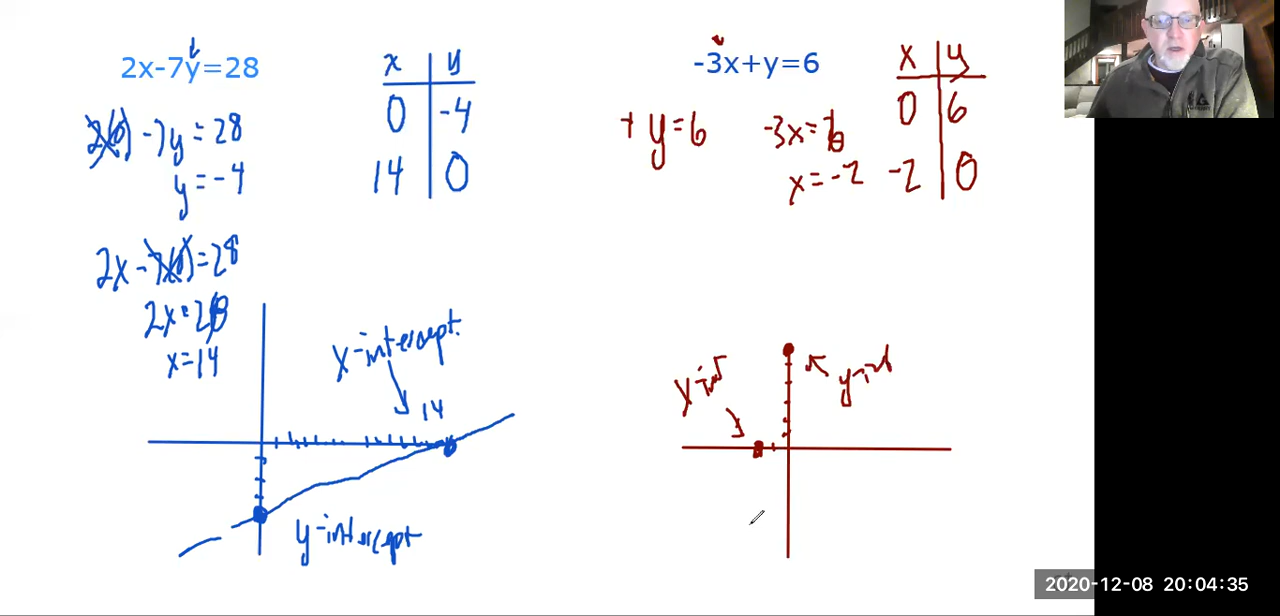 2x-7y=28
x y
0 -4
14 0
2(0) -7y=28
y=-4
2x-7(0)=28
2x=28
x=14
x-intercept
14
y-intercept
-3x+y=6
x y
0 6
-2 0
+y=6
-3x=6
x=-2
x-int
y-int
2020-12-08 20:04:35